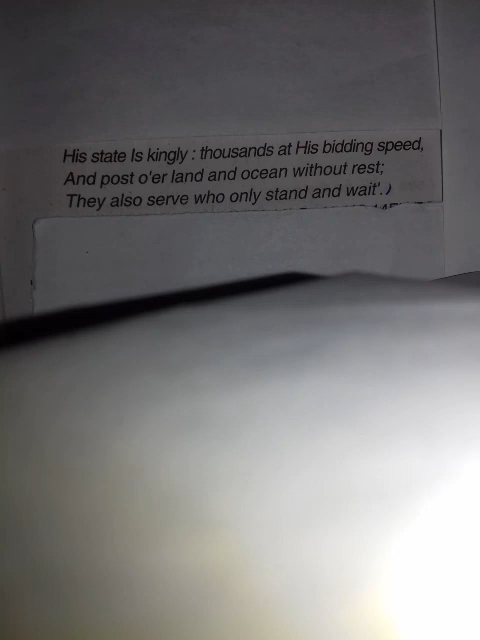 His state Is kingly : thousands at His bidding speed,
And post o'er land and ocean without rest;
They also serve who only stand and wait'.